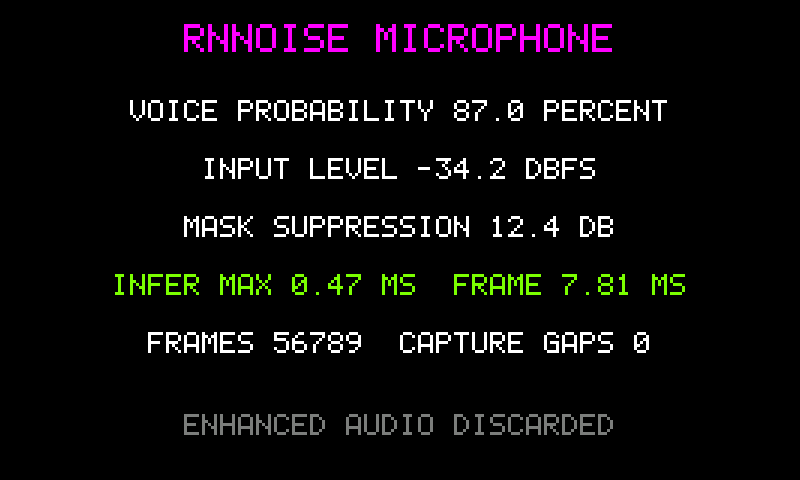 RNNOISE MICROPHONE
VOICE PROBABILITY 87.0 PERCENT
INPUT LEVEL -34.2 DBFS
MASK SUPPRESSION 12.4 DB
INFER MAX 0.47 MS  FRAME 7.81 MS
FRAMES 56789  CAPTURE GAPS 0
ENHANCED AUDIO DISCARDED